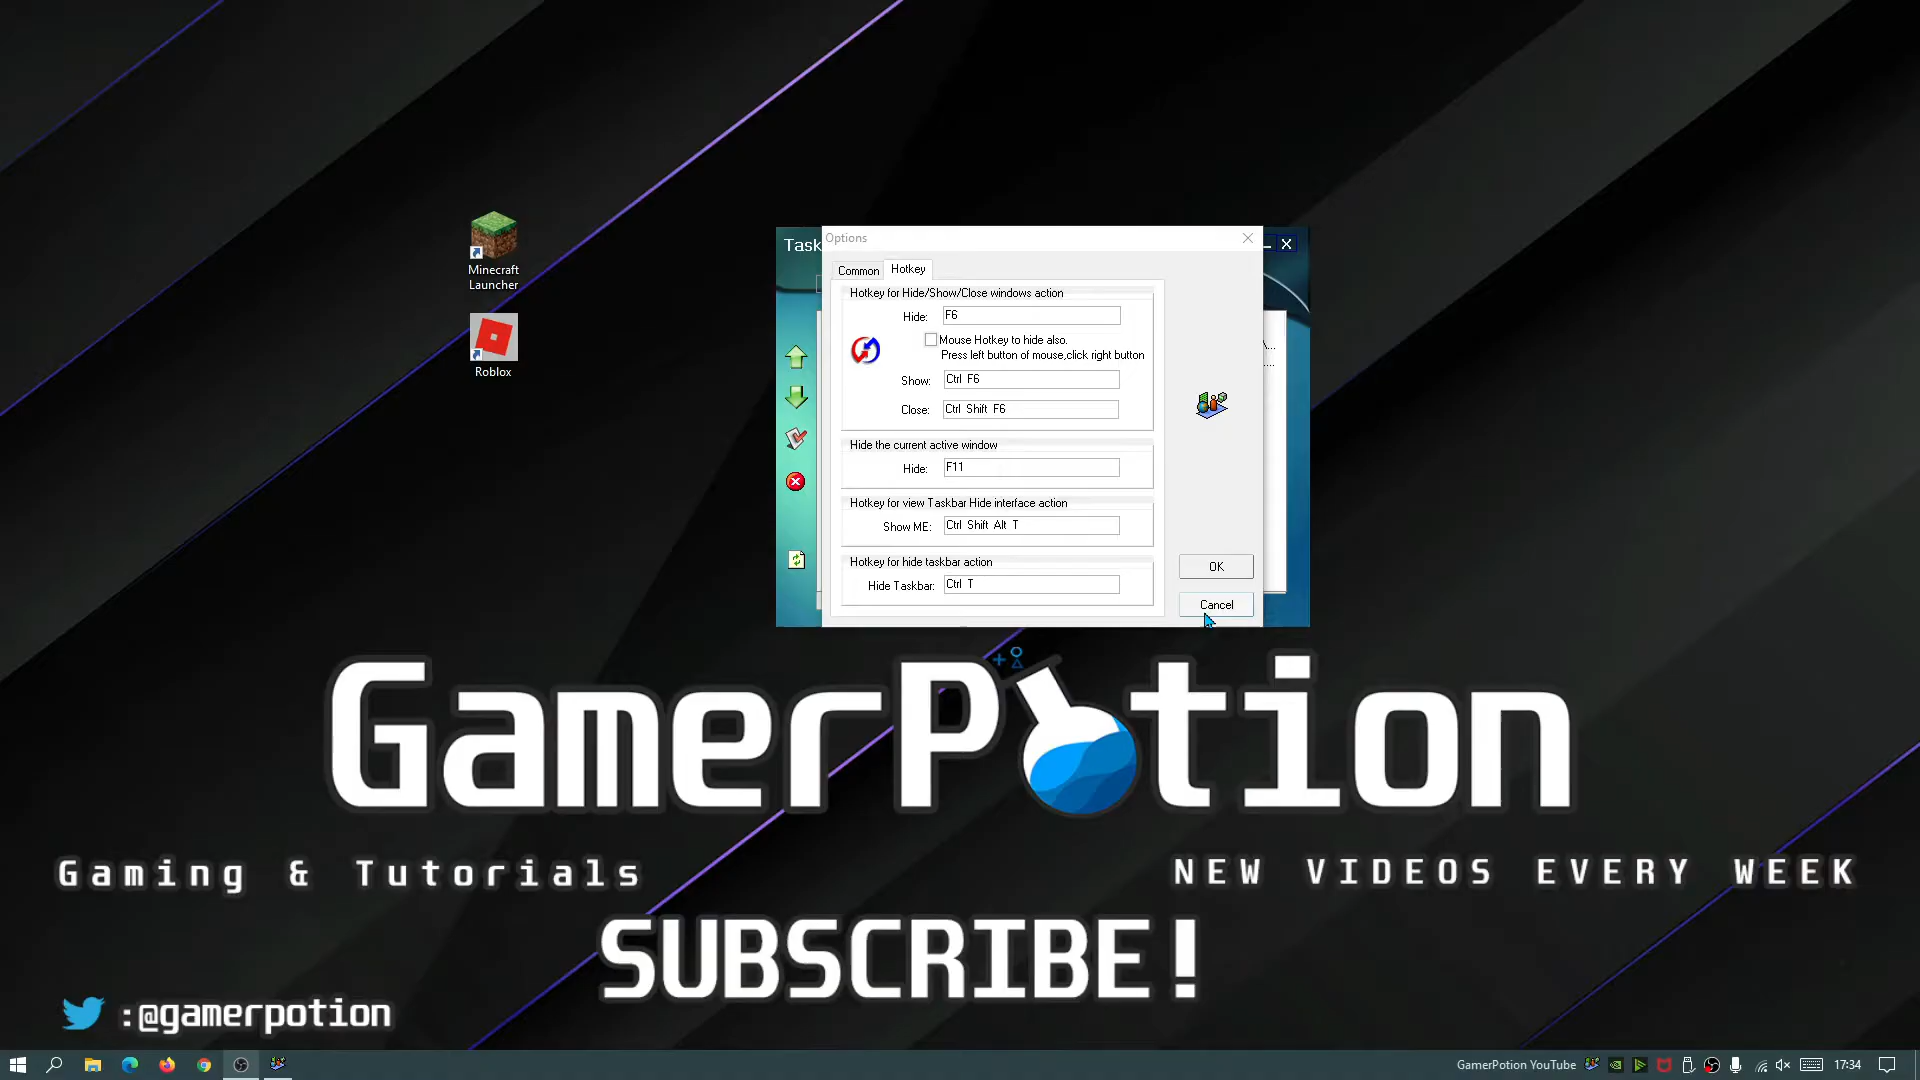 Minecraft
Launcher
Roblox
Task
Options
Common
Hotkey
Hotkey for Hide/Show/Close windows action
Hide: F6
Mouse Hotkey to hide also.
Press left button of mouse,click right button
Show: Ctrl F6
Close: Ctrl Shift F6
Hide the current active window
Hide: F11
Hotkey for view Taskbar Hide interface action
Show ME: Ctrl Shift Alt T
Hotkey for hide taskbar action
Hide Taskbar: Ctrl T
OK
Cancel
GamerPotion
Gaming & Tutorials
NEW VIDEOS EVERY WEEK
SUBSCRIBE!
:@gamerpotion
GamerPotion YouTube
17:34